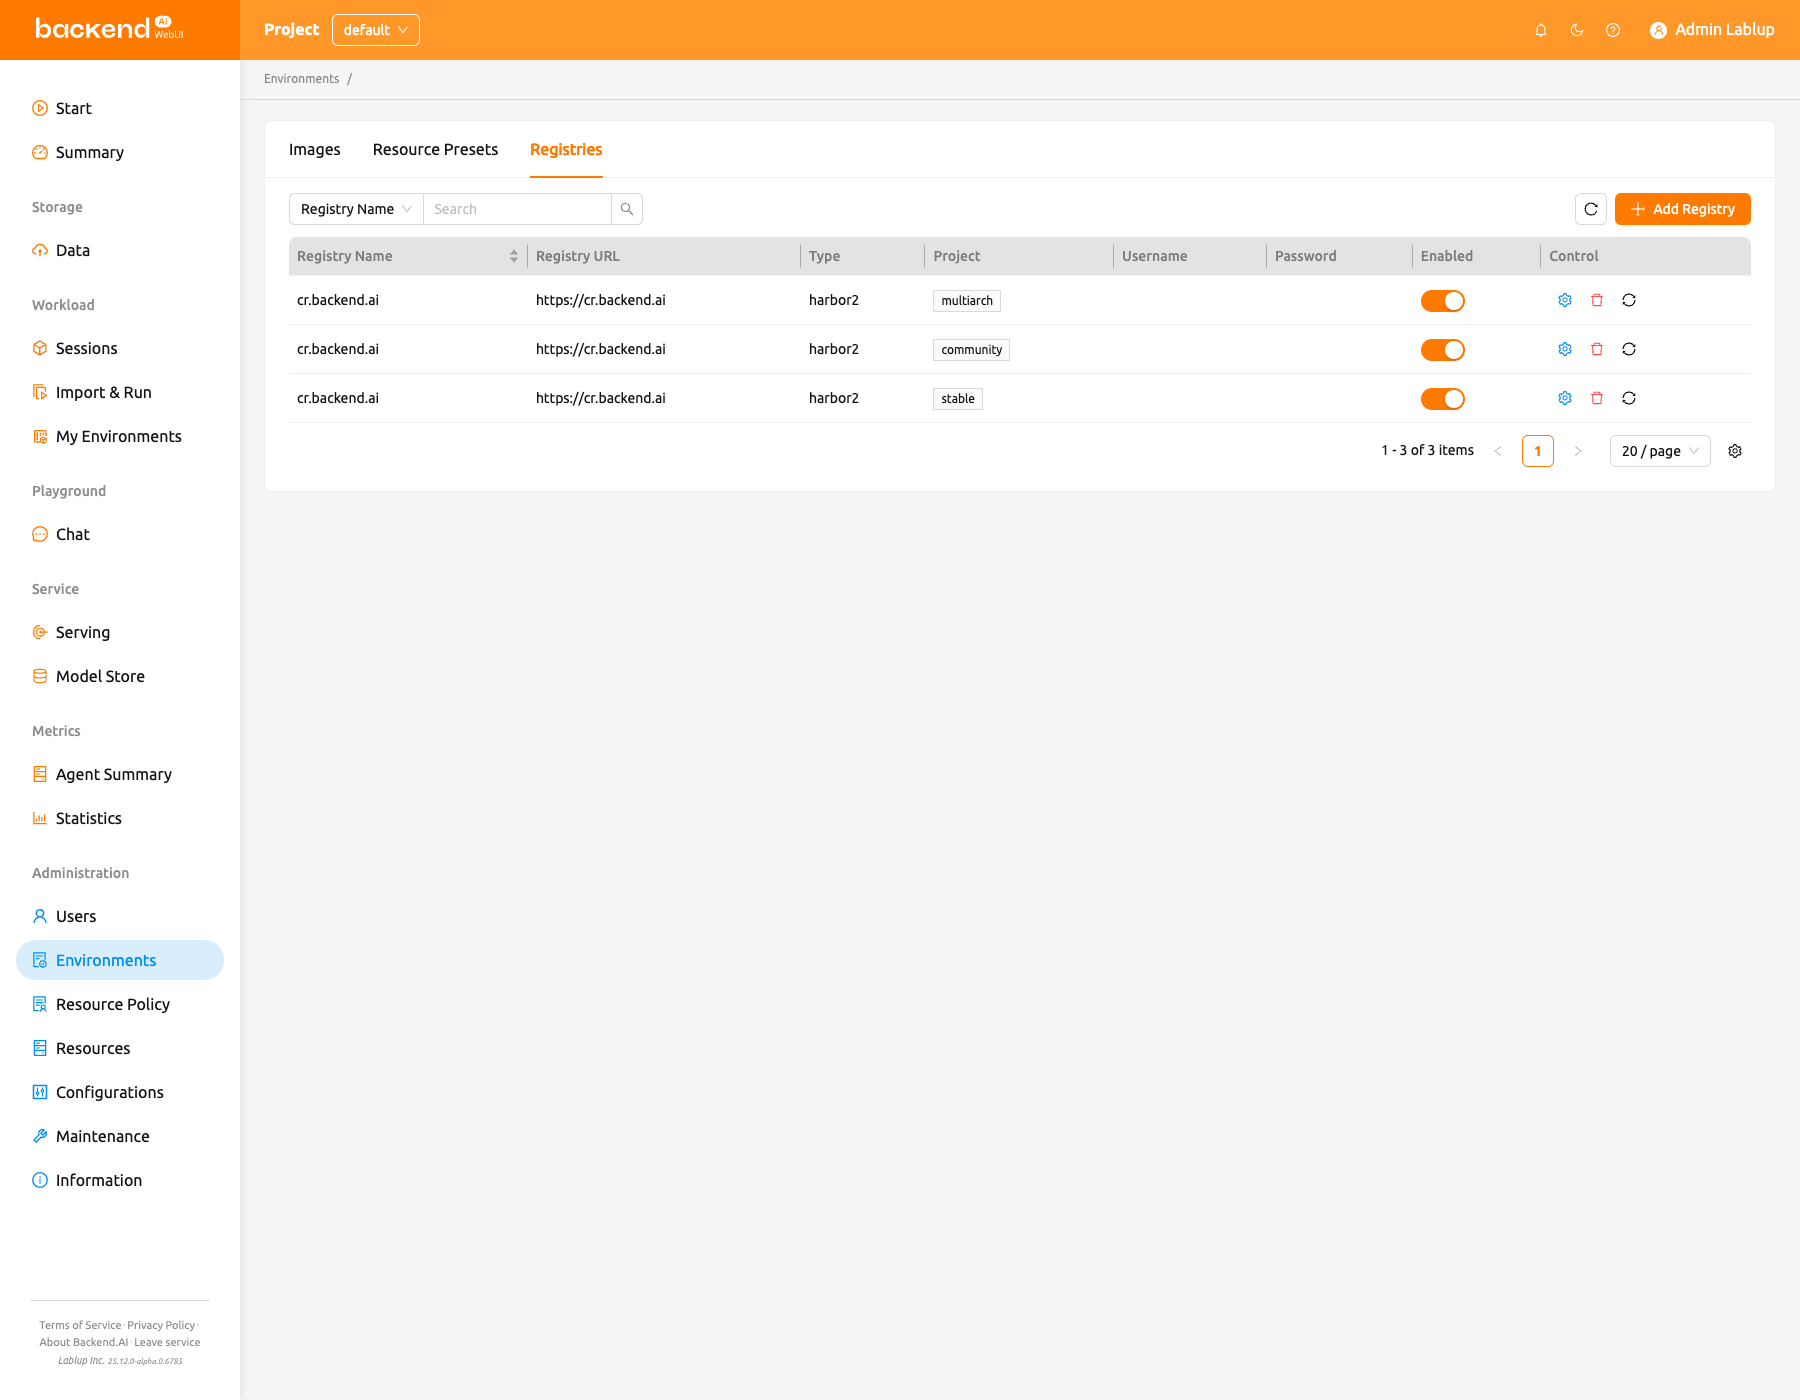 backend AI WebUI
Project default
Admin Lablup
Environments /
Start
Summary
Storage
Data
Workload
Sessions
Import & Run
My Environments
Playground
Chat
Service
Serving
Model Store
Metrics
Agent Summary
Statistics
Administration
Users
Environments
Resource Policy
Resources
Configurations
Maintenance
Information
Terms of Service · Privacy Policy ·
About Backend.AI · Leave service
Lablup Inc. 25.12.0-alpha.0.6785
Images Resource Presets Registries
Registry Name Search Add Registry
Registry Name Registry URL Type Project Username Password Enabled Control
cr.backend.ai https://cr.backend.ai harbor2 multiarch
cr.backend.ai https://cr.backend.ai harbor2 community
cr.backend.ai https://cr.backend.ai harbor2 stable
1 - 3 of 3 items 1 20 / page